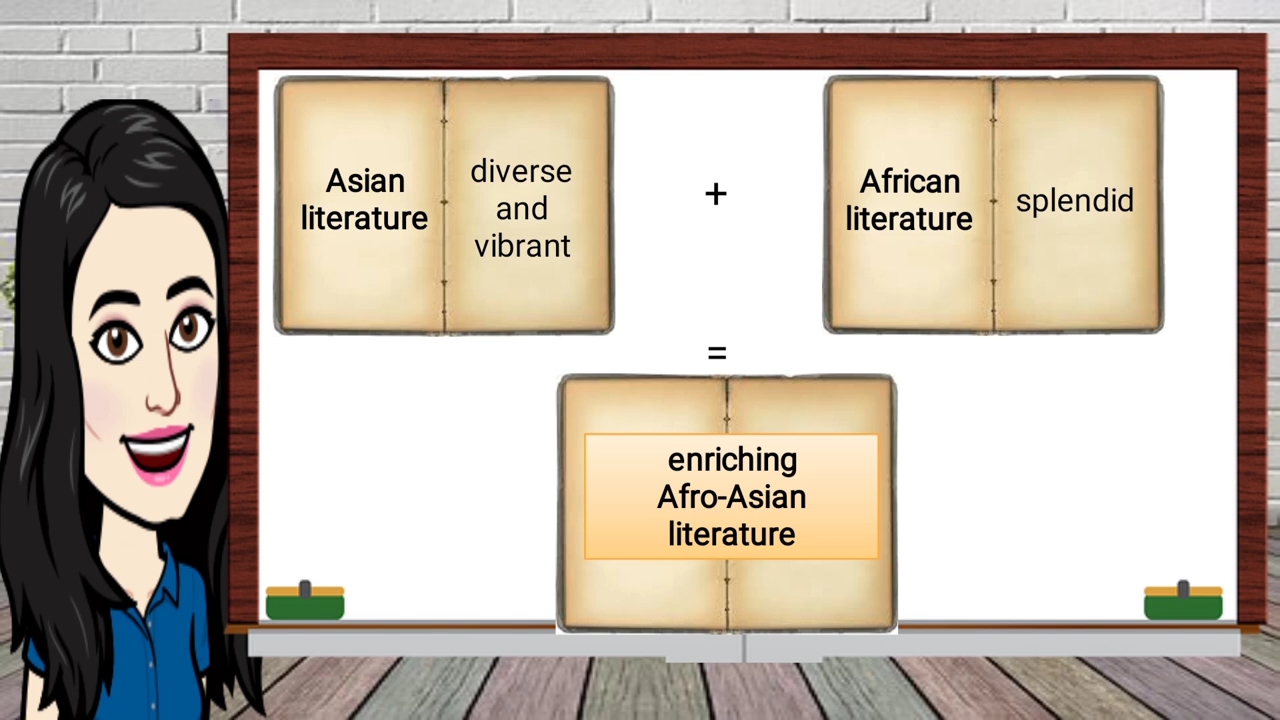 Asian
literature
diverse
and
vibrant
+
African
literature
splendid
=
enriching
Afro-Asian
literature